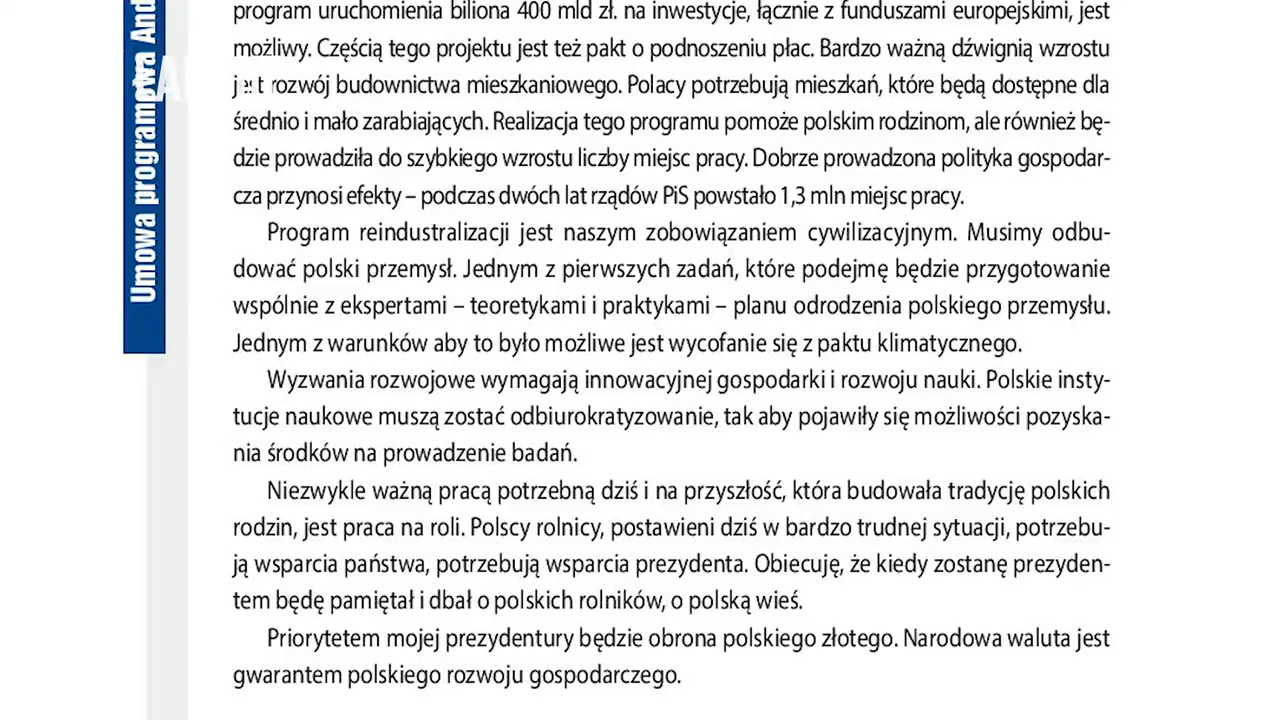 program uruchomienia biliona 400 mld zł. na inwestycje, łącznie z funduszami europejskimi, jest
możliwy. Częścią tego projektu jest też pakt o podnoszeniu płac. Bardzo ważną dźwignią wzrostu
jest rozwój budownictwa mieszkaniowego. Polacy potrzebują mieszkań, które będą dostępne dla
średnio i mało zarabiających. Realizacja tego programu pomoże polskim rodzinom, ale również bę-
dzie prowadziła do szybkiego wzrostu liczby miejsc pracy. Dobrze prowadzona polityka gospodar-
cza przynosi efekty – podczas dwóch lat rządów PiS powstało 1,3 mln miejsc pracy.
Program reindustralizacji jest naszym zobowiązaniem cywilizacyjnym. Musimy odbu-
dować polski przemysł. Jednym z pierwszych zadań, które podejmę będzie przygotowanie
wspólnie z ekspertami – teoretykami i praktykami – planu odrodzenia polskiego przemysłu.
Jednym z warunków aby to było możliwe jest wycofanie się z paktu klimatycznego.
Wyzwania rozwojowe wymagają innowacyjnej gospodarki i rozwoju nauki. Polskie insty-
tucje naukowe muszą zostać odbiurokratyzowanie, tak aby pojawiły się możliwości pozyska-
nia środków na prowadzenie badań.
Niezwykle ważną pracą potrzebną dziś i na przyszłość, która budowała tradycję polskich
rodzin, jest praca na roli. Polscy rolnicy, postawieni dziś w bardzo trudnej sytuacji, potrzebu-
ją wsparcia państwa, potrzebują wsparcia prezydenta. Obiecuję, że kiedy zostanę prezyden-
tem będę pamiętał i dbał o polskich rolników, o polską wieś.
Priorytetem mojej prezydentury będzie obrona polskiego złotego. Narodowa waluta jest
gwarantem polskiego rozwoju gospodarczego.
Umowa programowa And